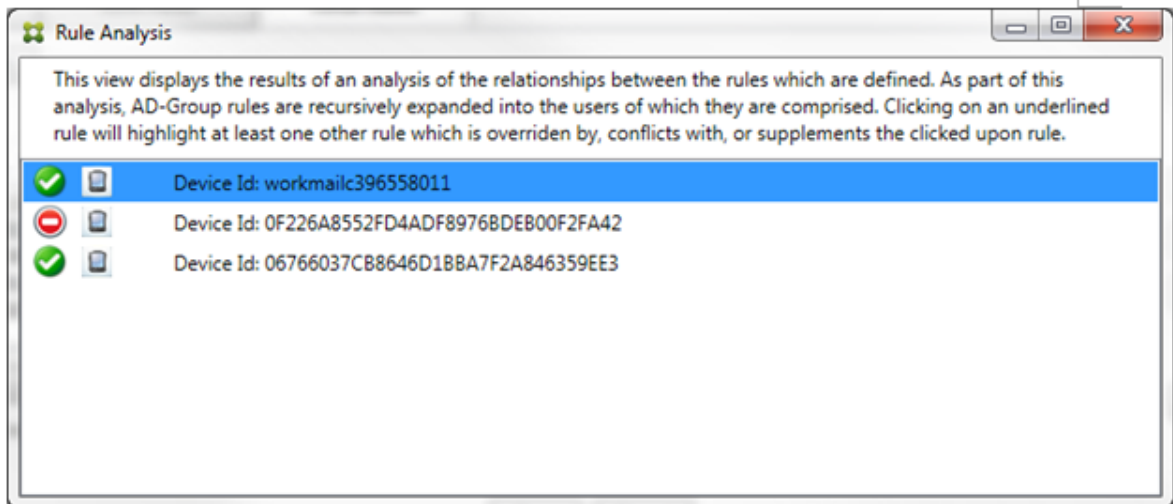 Rule Analysis
This view displays the results of an analysis of the relationships between the rules which are defined. As part of this
analysis, AD-Group rules are recursively expanded into the users of which they are comprised. Clicking on an underlined
rule will highlight at least one other rule which is overriden by, conflicts with, or supplements the clicked upon rule.
Device Id: workmailc396558011
Device Id: 0F226A8552FD4ADF8976BDEB00F2FA42
Device Id: 06766037CB8646D1BBA7F2A846359EE3